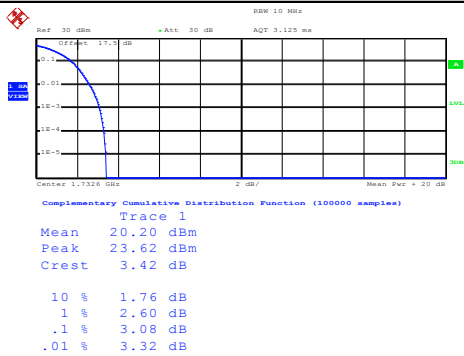 RBW 10 MHz
Ref 30 dBm Att 30 dB AQT 3.125 ms
Offset 17.5 dB
0.1
A
1 SA
VIEW
0.01
1E-3
LVL
1E-4
1E-5
3DB
Center 1.7326 GHz 2 dB/ Mean Pwr + 20 dB
Complementary Cumulative Distribution Function (100000 samples)
Trace 1
Mean 20.20 dBm
Peak 23.62 dBm
Crest 3.42 dB
10 % 1.76 dB
1 % 2.60 dB
.1 % 3.08 dB
.01 % 3.32 dB